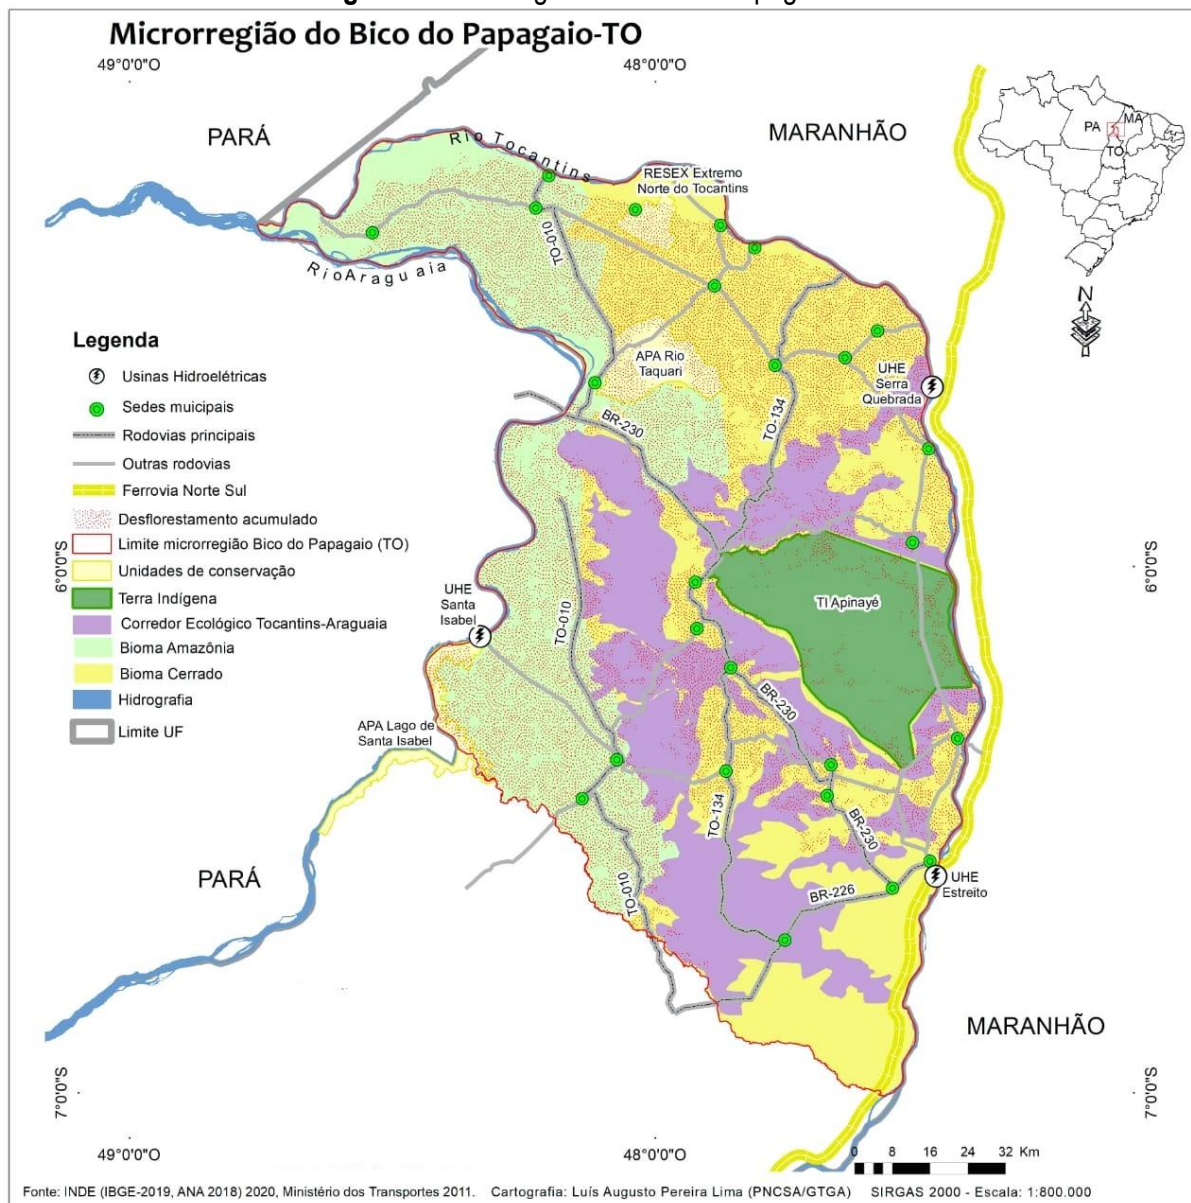 Microrregião do Bico do Papagaio-TO
49°0'0"O
48°0'0"O
PARÁ
MARANHÃO
Rio Tocantins
RESEX Extremo
Norte do Tocantins
PA
MA
TO
TO-010
Rio Araguaia
N
Legenda
Usinas Hidroelétricas
Sedes muicipais
Rodovias principais
Outras rodovias
Ferrovia Norte Sul
Desflorestamento acumulado
Limite microrregião Bico do Papagaio (TO)
Unidades de conservação
Terra Indígena
Corredor Ecológico Tocantins-Araguaia
Bioma Amazônia
Bioma Cerrado
Hidrografia
Limite UF
APA Rio
Taquari
UHE
Serra
Quebrada
BR-230
TO-134
6°0'0"S
6°0'0"S
UHE
Santa
Isabel
TO-010
TI Apinayé
BR-230
APA Lago de
Santa Isabel
TO-134
BR-230
PARÁ
TO-010
BR-226
UHE
Estreito
MARANHÃO
7°0'0"S
7°0'0"S
49°0'0"O
48°0'0"O
0 8 16 24 32 Km
Fonte: INDE (IBGE-2019, ANA 2018) 2020, Ministério dos Transportes 2011. Cartografia: Luís Augusto Pereira Lima (PNCSA/GTGA) SIRGAS 2000 - Escala: 1:800.000